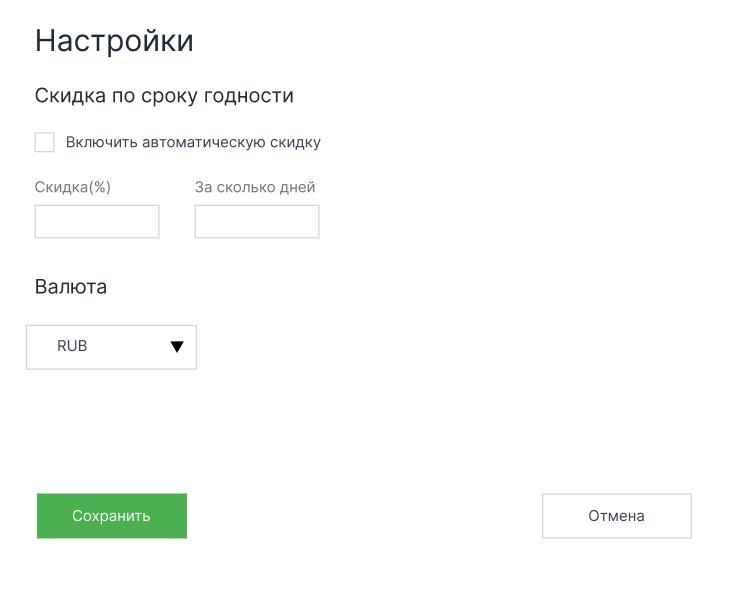 Настройки
Скидка по сроку годности
Включить автоматическую скидку
Скидка(%) За сколько дней
Валюта
RUB
Сохранить Отмена